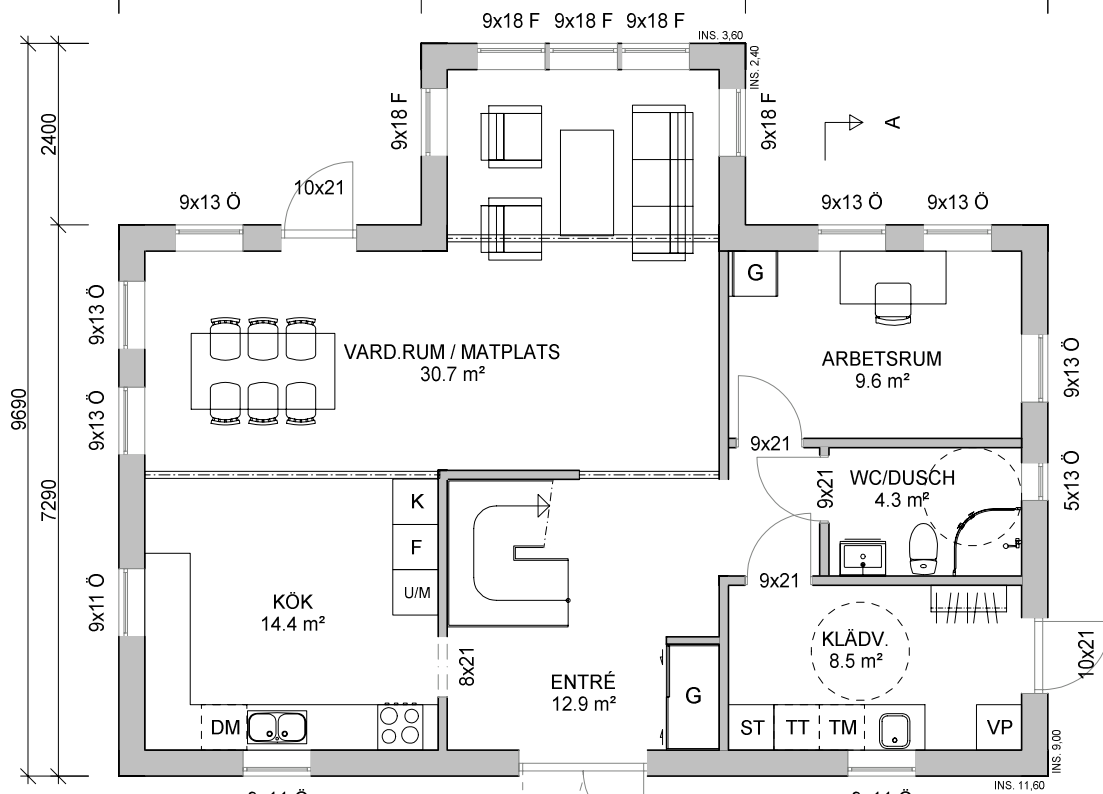 9x18 F 9x18 F 9x18 F
INS. 3,60
INS. 2,40
9x18 F
9x18 F
A
2400
9x13 Ö
10x21
9x13 Ö
9x13 Ö
G
9x13 Ö
VARD.RUM / MATPLATS
30.7 m²
ARBETSRUM
9.6 m²
9x13 Ö
9690
9x13 Ö
7290
9x21
9x21
WC/DUSCH
4.3 m²
5x13 Ö
K
F
U/M
9x21
9x11 Ö
KÖK
14.4 m²
KLÄDV.
8.5 m²
10x21
8x21
ENTRÉ
12.9 m²
G
DM
ST
TT
TM
VP
INS. 9,00
INS. 11,60
9x11 Ö
9x11 Ö